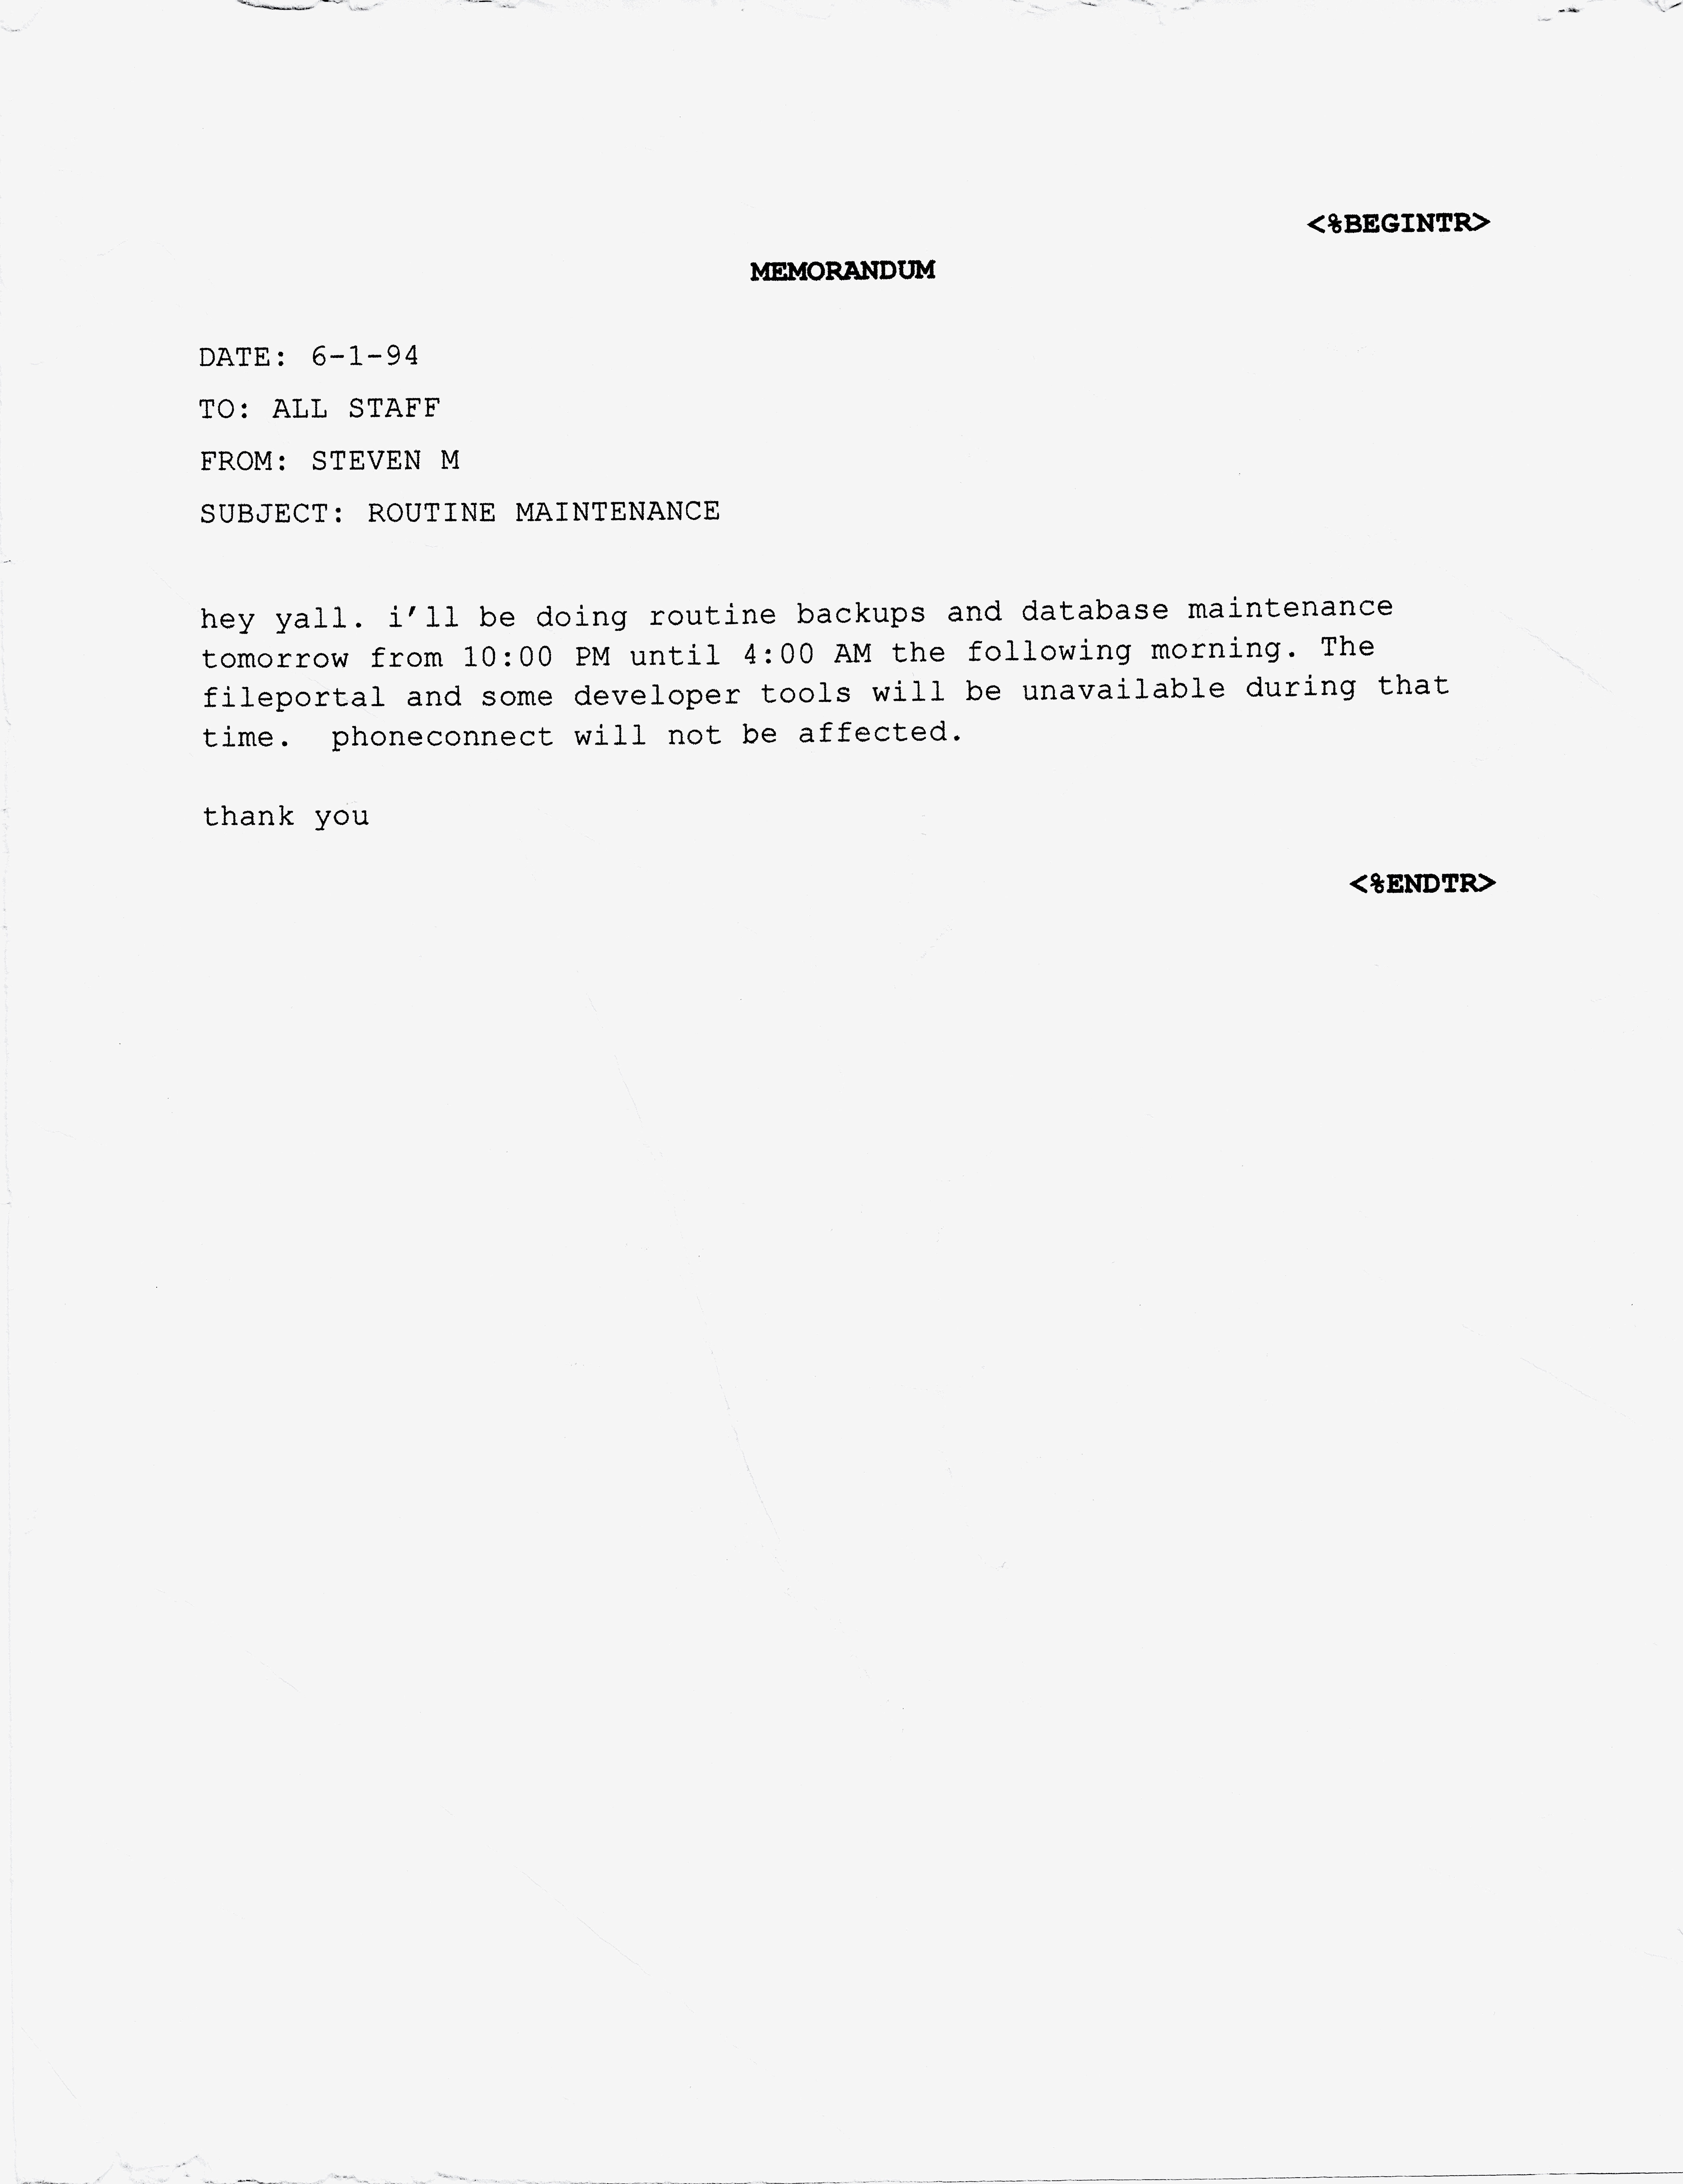 <%BEGINTR>
MEMORANDUM
DATE: 6-1-94
TO: ALL STAFF
FROM: STEVEN M
SUBJECT: ROUTINE MAINTENANCE
hey yall. i'll be doing routine backups and database maintenance
tomorrow from 10:00 PM until 4:00 AM the following morning. The
fileportal and some developer tools will be unavailable during that
time.  phoneconnect will not be affected.
thank you
<%ENDTR>